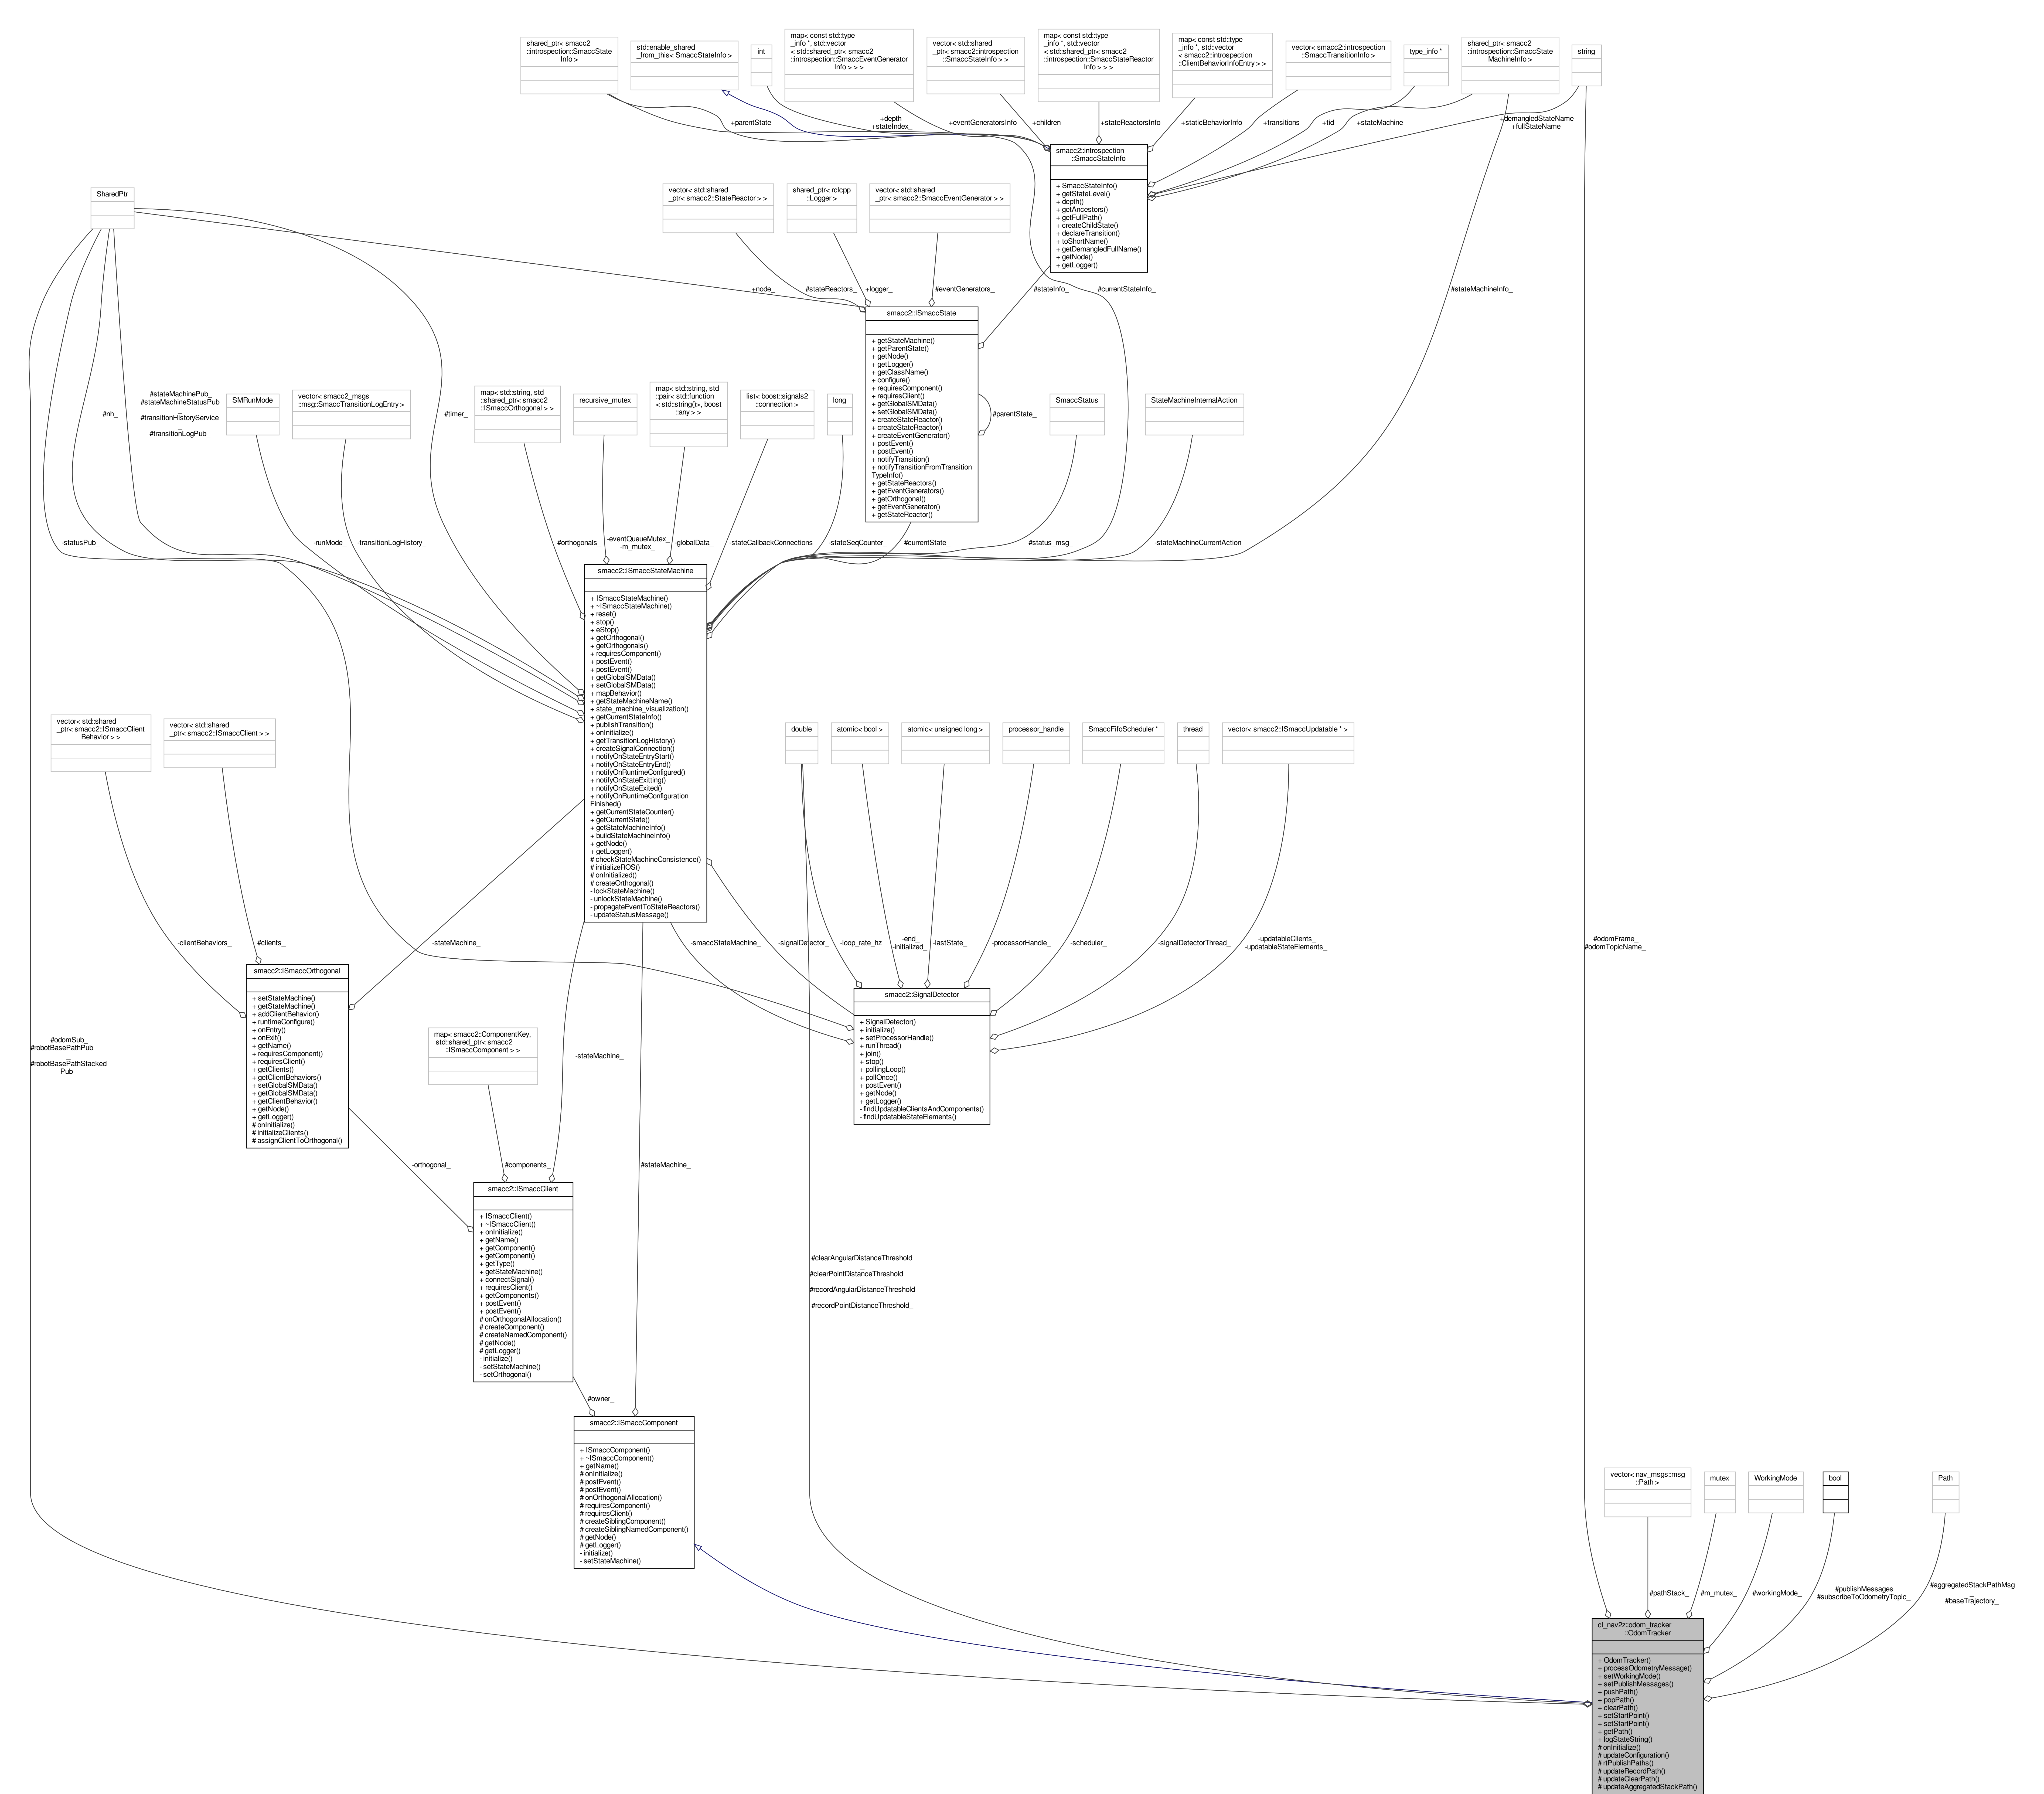 shared_ptr< smacc2
::introspection::SmaccState
Info >
std::enable_shared
_from_this< SmaccStateInfo >
int
map< const std::type
_info *, std::vector
< std::shared_ptr< smacc2
::introspection::SmaccEventGenerator
Info > > >
vector< std::shared
_ptr< smacc2::introspection
::SmaccStateInfo > >
map< const std::type
_info *, std::vector
< std::shared_ptr< smacc2
::introspection::SmaccStateReactor
Info > > >
map< const std::type
_info *, std::vector
< smacc2::introspection
::ClientBehaviorInfoEntry > >
vector< smacc2::introspection
::SmaccTransitionInfo >
type_info *
shared_ptr< smacc2
::introspection::SmaccState
MachineInfo >
string
+parentState_
+depth_
+stateIndex_
+eventGeneratorsInfo
+children_
+stateReactorsInfo
+staticBehaviorInfo
+transitions_
+tid_
+stateMachine_
+demangledStateName
+fullStateName
smacc2::introspection
::SmaccStateInfo
+ SmaccStateInfo()
+ getStateLevel()
+ depth()
+ getAncestors()
+ getFullPath()
+ createChildState()
+ declareTransition()
+ toShortName()
+ getDemangledFullName()
+ getNode()
+ getLogger()
SharedPtr
vector< std::shared
_ptr< smacc2::StateReactor > >
shared_ptr< rclcpp
::Logger >
vector< std::shared
_ptr< smacc2::SmaccEventGenerator > >
+node_
#stateReactors_
+logger_
#eventGenerators_
#stateInfo_
#currentStateInfo_
#stateMachineInfo_
smacc2::ISmaccState
+ getStateMachine()
+ getParentState()
+ getNode()
+ getLogger()
+ getClassName()
+ configure()
+ requiresComponent()
+ requiresClient()
+ getGlobalSMData()
+ setGlobalSMData()
+ createStateReactor()
+ createStateReactor()
+ createEventGenerator()
+ postEvent()
+ postEvent()
+ notifyTransition()
+ notifyTransitionFromTransition
TypeInfo()
+ getStateReactors()
+ getEventGenerators()
+ getOrthogonal()
+ getEventGenerator()
+ getStateReactor()
#parentState_
#nh_
#stateMachinePub_
#stateMachineStatusPub
_
#transitionHistoryService
_
#transitionLogPub_
SMRunMode
vector< smacc2_msgs
::msg::SmaccTransitionLogEntry >
#timer_
map< std::string, std
::shared_ptr< smacc2
::ISmaccOrthogonal > >
recursive_mutex
map< std::string, std
::pair< std::function
< std::string()>, boost
::any > >
list< boost::signals2
::connection >
long
SmaccStatus
StateMachineInternalAction
-statusPub_
-runMode_
-transitionLogHistory_
#orthogonals_
-eventQueueMutex_
-m_mutex_
-globalData_
-stateCallbackConnections
-stateSeqCounter_
#currentState_
#status_msg_
-stateMachineCurrentAction
smacc2::ISmaccStateMachine
+ ISmaccStateMachine()
+ ~ISmaccStateMachine()
+ reset()
+ stop()
+ eStop()
+ getOrthogonal()
+ getOrthogonals()
+ requiresComponent()
+ postEvent()
+ postEvent()
+ getGlobalSMData()
+ setGlobalSMData()
+ mapBehavior()
+ getStateMachineName()
+ state_machine_visualization()
+ getCurrentStateInfo()
+ publishTransition()
+ onInitialize()
+ getTransitionLogHistory()
+ createSignalConnection()
+ notifyOnStateEntryStart()
+ notifyOnStateEntryEnd()
+ notifyOnRuntimeConfigured()
+ notifyOnStateExitting()
+ notifyOnStateExited()
+ notifyOnRuntimeConfiguration
Finished()
+ getCurrentStateCounter()
+ getCurrentState()
+ getStateMachineInfo()
+ buildStateMachineInfo()
+ getNode()
+ getLogger()
# checkStateMachineConsistence()
# initializeROS()
# onInitialized()
# createOrthogonal()
- lockStateMachine()
- unlockStateMachine()
- propagateEventToStateReactors()
- updateStatusMessage()
vector< std::shared
_ptr< smacc2::ISmaccClient
Behavior > >
vector< std::shared
_ptr< smacc2::ISmaccClient > >
double
atomic< bool >
atomic< unsigned long >
processor_handle
SmaccFifoScheduler *
thread
vector< smacc2::ISmaccUpdatable * >
-clientBehaviors_
#clients_
-stateMachine_
-smaccStateMachine_
-signalDetector_
-loop_rate_hz
-end_
-initialized_
-lastState_
-processorHandle_
-scheduler_
-signalDetectorThread_
-updatableClients_
-updatableStateElements_
#odomFrame_
#odomTopicName_
smacc2::ISmaccOrthogonal
+ setStateMachine()
+ getStateMachine()
+ addClientBehavior()
+ runtimeConfigure()
+ onEntry()
+ onExit()
+ getName()
+ requiresComponent()
+ requiresClient()
+ getClients()
+ getClientBehaviors()
+ setGlobalSMData()
+ getGlobalSMData()
+ getClientBehavior()
+ getNode()
+ getLogger()
# onInitialize()
# initializeClients()
# assignClientToOrthogonal()
smacc2::SignalDetector
+ SignalDetector()
+ initialize()
+ setProcessorHandle()
+ runThread()
+ join()
+ stop()
+ pollingLoop()
+ pollOnce()
+ postEvent()
+ getNode()
+ getLogger()
- findUpdatableClientsAndComponents()
- findUpdatableStateElements()
#odomSub_
#robotBasePathPub
_
#robotBasePathStacked
Pub_
map< smacc2::ComponentKey,
std::shared_ptr< smacc2
::ISmaccComponent > >
-stateMachine_
-orthogonal_
#components_
#stateMachine_
smacc2::ISmaccClient
+ ISmaccClient()
+ ~ISmaccClient()
+ onInitialize()
+ getName()
+ getComponent()
+ getComponent()
+ getType()
+ getStateMachine()
+ connectSignal()
+ requiresClient()
+ getComponents()
+ postEvent()
+ postEvent()
# onOrthogonalAllocation()
# createComponent()
# createNamedComponent()
# getNode()
# getLogger()
- initialize()
- setStateMachine()
- setOrthogonal()
#clearAngularDistanceThreshold
_
#clearPointDistanceThreshold
_
#recordAngularDistanceThreshold
_
#recordPointDistanceThreshold_
#owner_
smacc2::ISmaccComponent
+ ISmaccComponent()
+ ~ISmaccComponent()
+ getName()
# onInitialize()
# postEvent()
# postEvent()
# onOrthogonalAllocation()
# requiresComponent()
# requiresClient()
# createSiblingComponent()
# createSiblingNamedComponent()
# getNode()
# getLogger()
- initialize()
- setStateMachine()
vector< nav_msgs::msg
::Path >
mutex
WorkingMode
bool
Path
#pathStack_
#m_mutex_
#workingMode_
#publishMessages
#subscribeToOdometryTopic_
#aggregatedStackPathMsg
_
#baseTrajectory_
cl_nav2z::odom_tracker
::OdomTracker
+ OdomTracker()
+ processOdometryMessage()
+ setWorkingMode()
+ setPublishMessages()
+ pushPath()
+ popPath()
+ clearPath()
+ setStartPoint()
+ setStartPoint()
+ getPath()
+ logStateString()
# onInitialize()
# updateConfiguration()
# rtPublishPaths()
# updateRecordPath()
# updateClearPath()
# updateAggregatedStackPath()